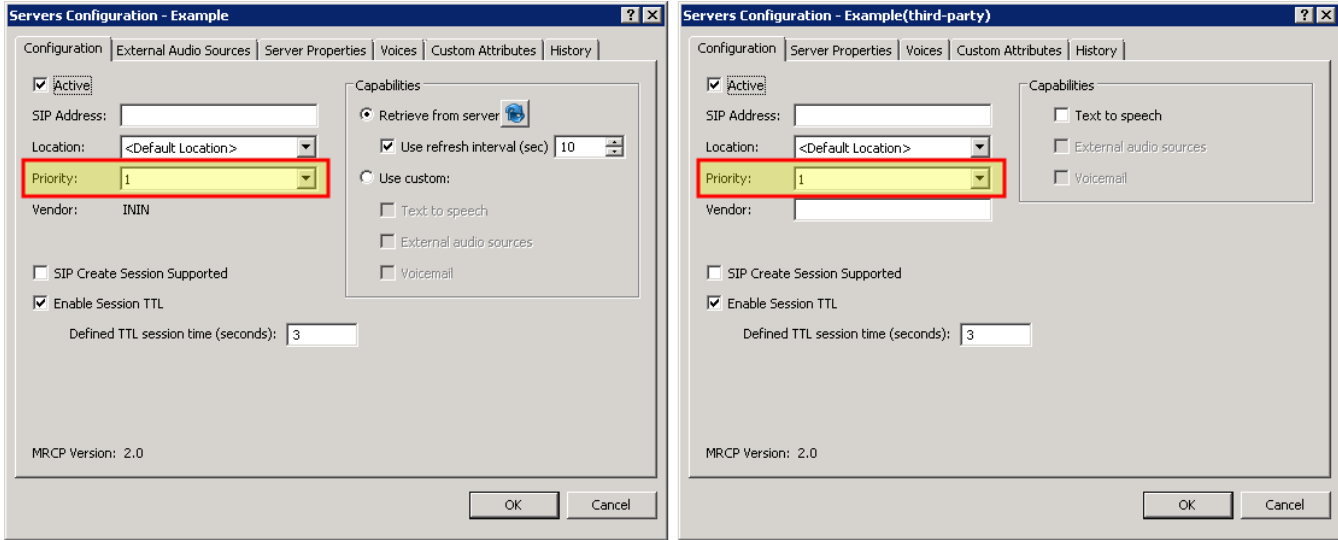 Servers Configuration - Example
Configuration External Audio Sources Server Properties Voices Custom Attributes History
Active
SIP Address:
Location: <Default Location>
Priority: 1
Vendor: ININ
SIP Create Session Supported
Enable Session TTL
Defined TTL session time (seconds): 3
Capabilities
Retrieve from server
Use refresh interval (sec) 10
Use custom:
Text to speech
External audio sources
Voicemail
MRCP Version: 2.0
OK Cancel
Servers Configuration - Example(third-party)
Configuration Server Properties Voices Custom Attributes History
Active
SIP Address:
Location: <Default Location>
Priority: 1
Vendor:
SIP Create Session Supported
Enable Session TTL
Defined TTL session time (seconds): 3
Capabilities
Text to speech
External audio sources
Voicemail
MRCP Version: 2.0
OK Cancel